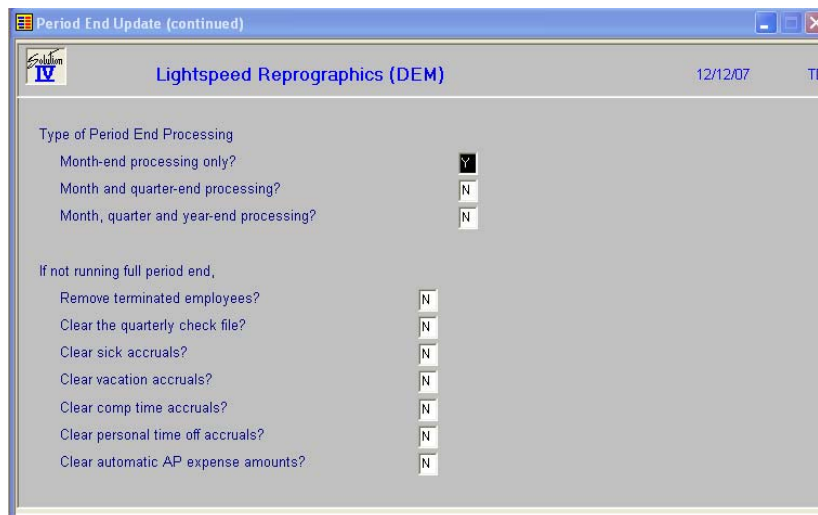 Period End Update (continued)
Solution IV
Lightspeed Reprographics (DEM) 12/12/07
Type of Period End Processing
Month-end processing only? Y
Month and quarter-end processing? N
Month, quarter and year-end processing? N
If not running full period end,
Remove terminated employees? N
Clear the quarterly check file? N
Clear sick accruals? N
Clear vacation accruals? N
Clear comp time accruals? N
Clear personal time off accruals? N
Clear automatic AP expense amounts? N